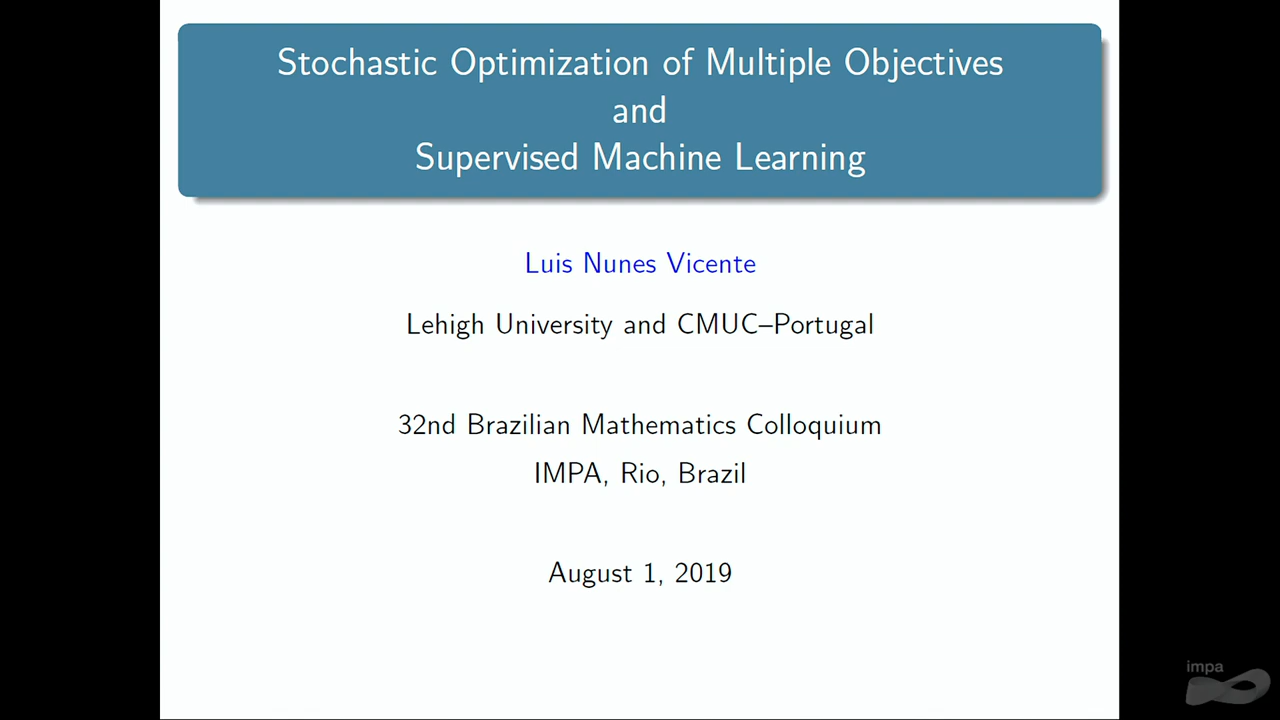 Stochastic Optimization of Multiple Objectives
and
Supervised Machine Learning
Luis Nunes Vicente
Lehigh University and CMUC–Portugal
32nd Brazilian Mathematics Colloquium
IMPA, Rio, Brazil
August 1, 2019
impa